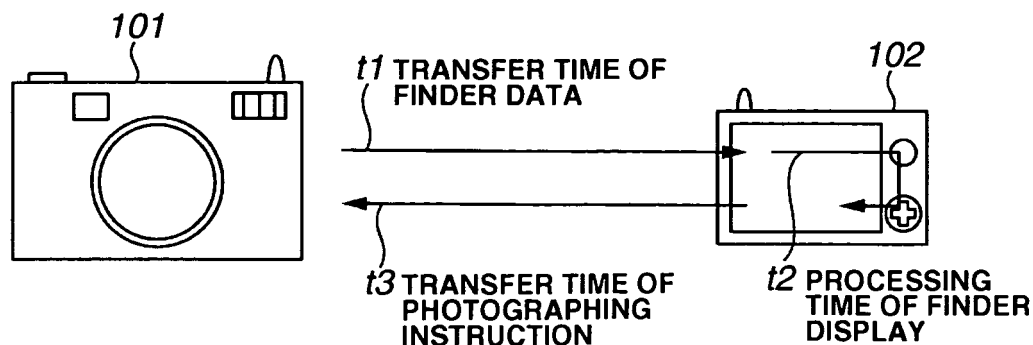 101
t1 TRANSFER TIME OF
FINDER DATA
102
t3 TRANSFER TIME OF
PHOTOGRAPHING
INSTRUCTION
t2 PROCESSING
TIME OF FINDER
DISPLAY